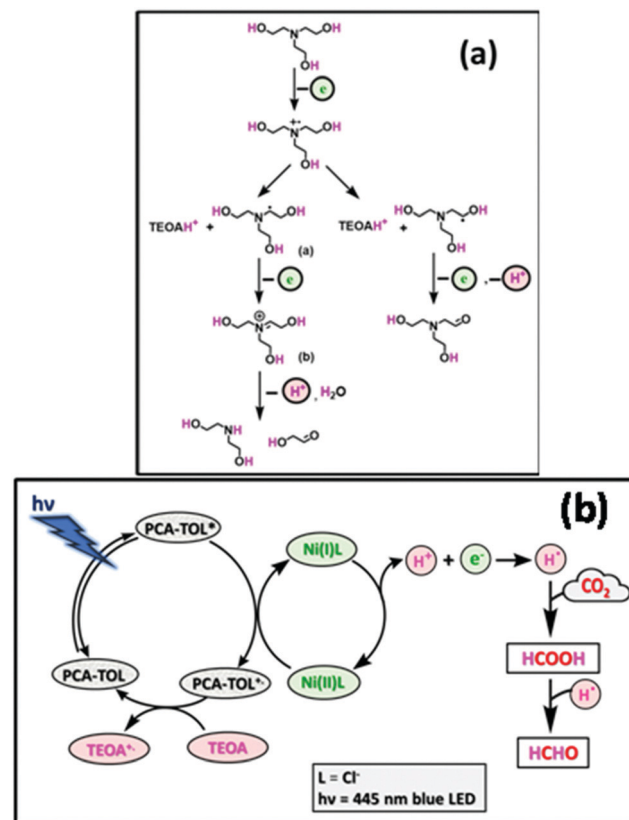 (a)
HO N OH
OH
− e
HO +• N OH
OH
TEOAH⁺ + HO N • OH
OH (a)
TEOAH⁺ + HO N • OH
OH
− e
− e , − H⁺
HO ⊕ N OH
OH (b)
HO N O
OH
− H⁺ , H₂O
HO NH
OH
HO O
(b)
hν
PCA-TOL*
Ni(I)L
H⁺ + e⁻ H•
CO₂
HCOOH
PCA-TOL
PCA-TOL⁺·
Ni(II)L
H•
HCHO
TEOA⁺·
TEOA
L = Cl⁻
hν = 445 nm blue LED